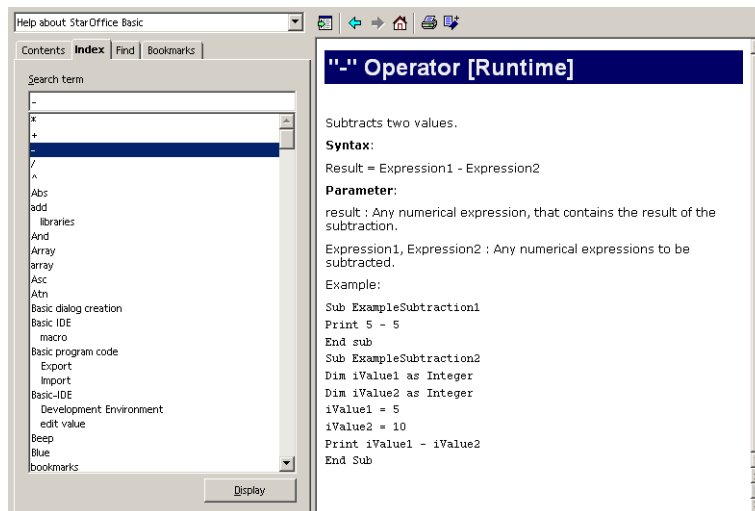 Help about StarOffice Basic
Contents Index Find Bookmarks
Search term
-
*
+
-
/
^
Abs
add
libraries
And
Array
array
Asc
Atn
Basic dialog creation
Basic IDE
macro
Basic program code
Export
Import
Basic-IDE
Development Environment
edit value
Beep
Blue
bookmarks
Display
"-" Operator [Runtime]
Subtracts two values.
Syntax:
Result = Expression1 - Expression2
Parameter:
result : Any numerical expression, that contains the result of the
subtraction.
Expression1, Expression2 : Any numerical expressions to be
subtracted.
Example:
Sub ExampleSubtraction1
Print 5 - 5
End sub
Sub ExampleSubtraction2
Dim iValue1 as Integer
Dim iValue2 as Integer
iValue1 = 5
iValue2 = 10
Print iValue1 - iValue2
End Sub